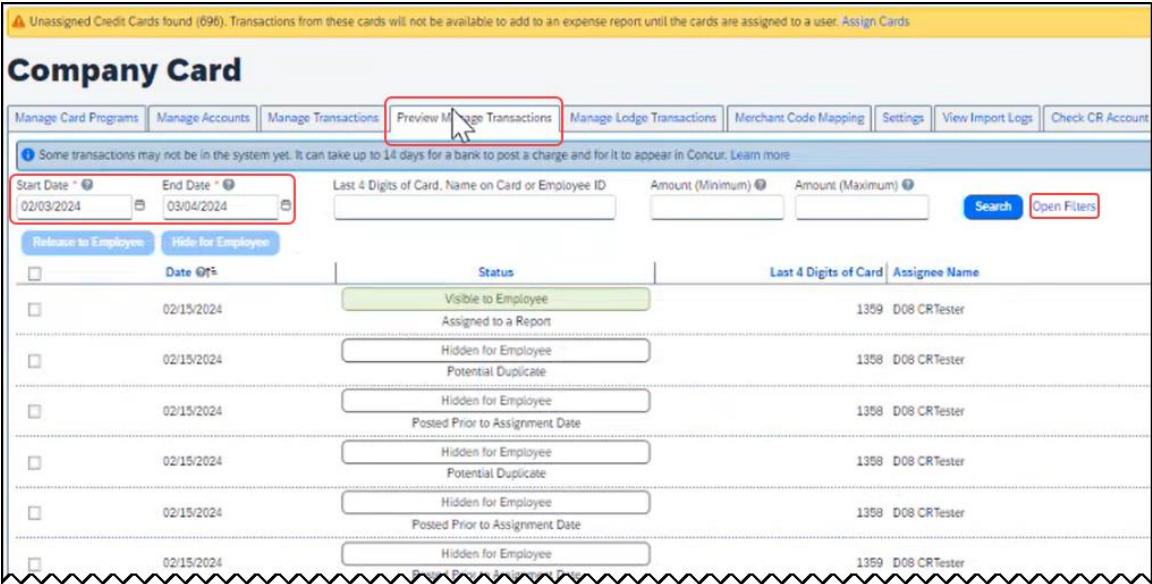 Unassigned Credit Cards found (696). Transactions from these cards will not be available to add to an expense report until the cards are assigned to a user. Assign Cards
Company Card
Manage Card Programs Manage Accounts Manage Transactions Preview Manage Transactions Manage Lodge Transactions Merchant Code Mapping Settings View Import Logs Check CR Account
Some transactions may not be in the system yet. It can take up to 14 days for a bank to post a charge and for it to appear in Concur. Learn more
Start Date * End Date * Last 4 Digits of Card, Name on Card or Employee ID Amount (Minimum) Amount (Maximum)
02/03/2024 03/04/2024 Search Open Filters
Release to Employee Hide for Employee
Date Status Last 4 Digits of Card Assignee Name
Visible to Employee
02/15/2024 1359 D08 CRTester
Assigned to a Report
Hidden for Employee
02/15/2024 1358 D08 CRTester
Potential Duplicate
Hidden for Employee
02/15/2024 1358 D08 CRTester
Posted Prior to Assignment Date
Hidden for Employee
02/15/2024 1358 D08 CRTester
Potential Duplicate
Hidden for Employee
02/15/2024 1358 D08 CRTester
Posted Prior to Assignment Date
Hidden for Employee
02/15/2024 1359 D08 CRTester
Posted Prior to Assignment Date